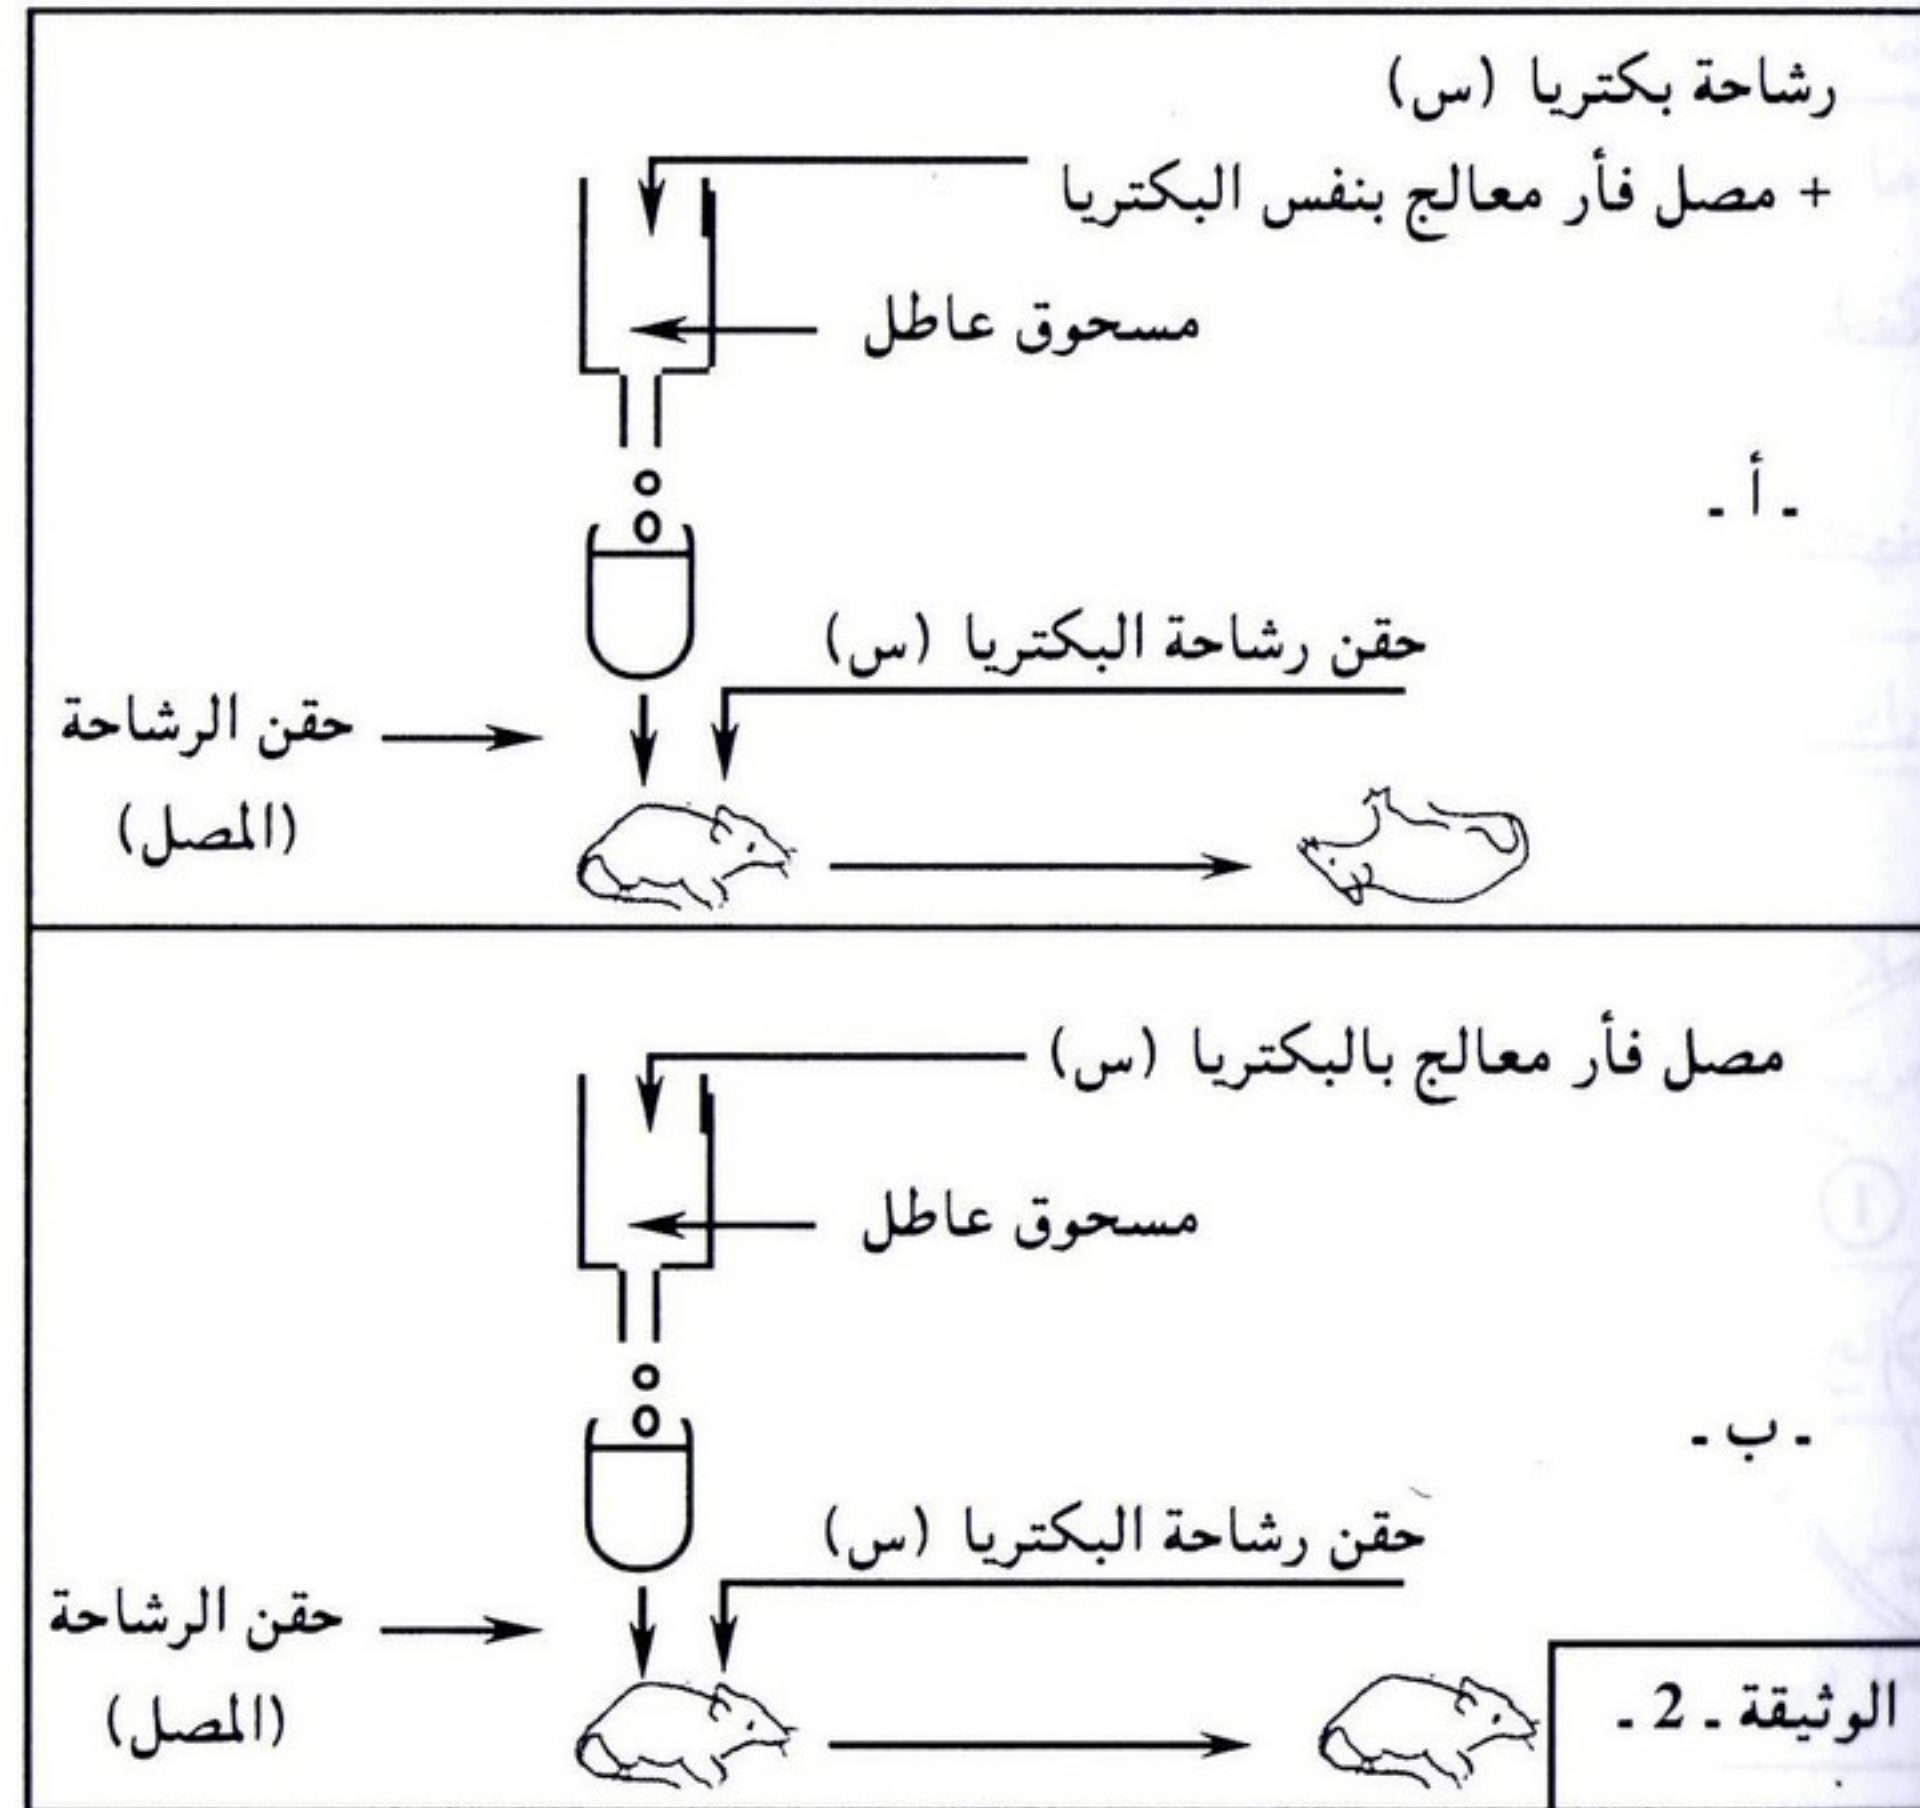 رشاحة بكتريا (س)
+ مصل فأر معالج بنفس البكتريا
مسحوق عاطل
ـ أ ـ
حقن رشاحة البكتريا (س)
حقن الرشاحة
(المصل)
مصل فأر معالج بالبكتريا (س)
مسحوق عاطل
ـ ب ـ
حقن رشاحة البكتريا (س)
حقن الرشاحة
(المصل)
الوثيقة ـ 2 ـ